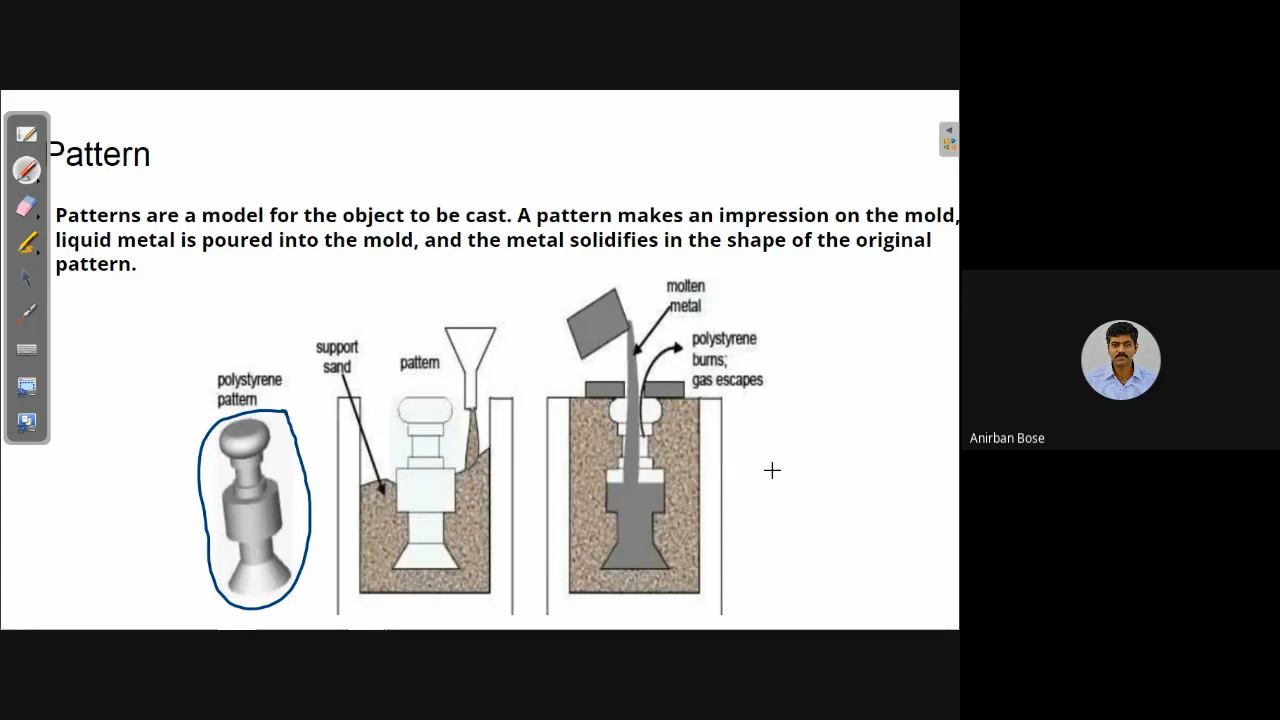 Pattern
Patterns are a model for the object to be cast. A pattern makes an impression on the mold,
liquid metal is poured into the mold, and the metal solidifies in the shape of the original
pattern.
molten
metal
support
sand
pattern
polystyrene
burns;
gas escapes
polystyrene
pattern
Anirban Bose